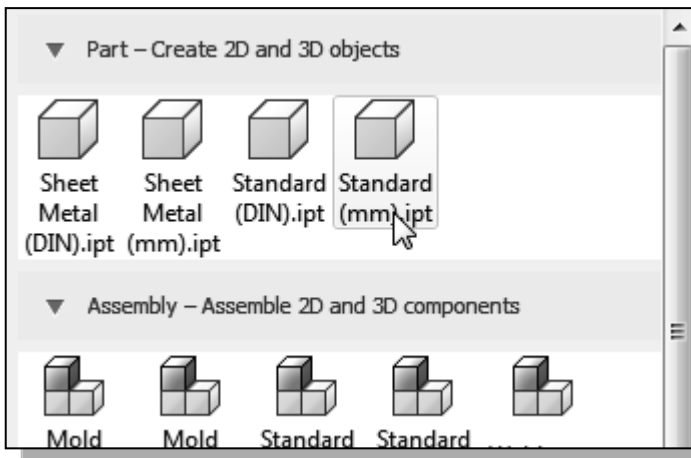 Part – Create 2D and 3D objects
Sheet Sheet Standard Standard
Metal Metal (DIN).ipt (mm).ipt
(DIN).ipt (mm).ipt
Assembly – Assemble 2D and 3D components
Mold Mold Standard Standard